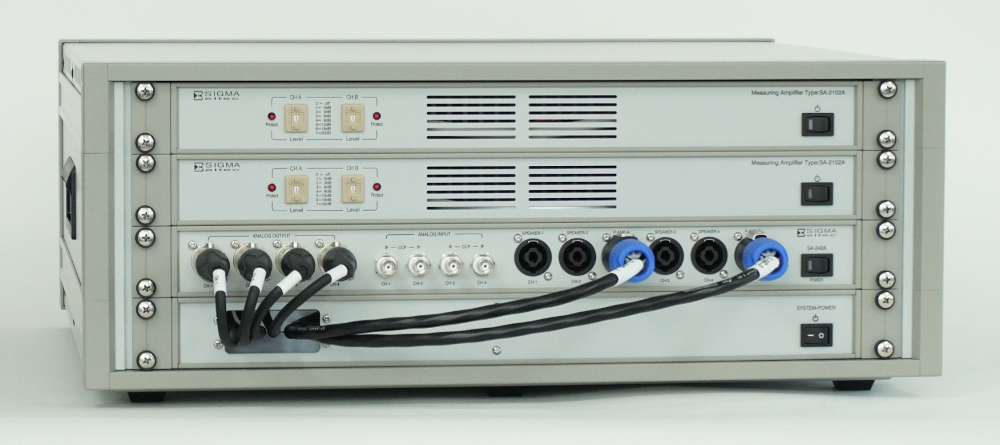 SIGMA
eltec
CH A
CH B
0 = off
1 = 0dB
2 = 3dB
3 = 6dB
4 = 9dB
5 = 12dB
6 = 18dB
7 = 20dB
1
1
Protect
Protect
Level
Level
Measuring Amplifier Type:SA-2102A
SIGMA
eltec
CH A
CH B
0 = off
1 = 0dB
2 = 3dB
3 = 6dB
4 = 9dB
5 = 12dB
6 = 18dB
7 = 20dB
1
1
Protect
Protect
Level
Level
Measuring Amplifier Type:SA-2102A
ANALOG OUTPUT
ANALOG INPUT
CCP
CCP
CH-1
CH-2
CH-3
CH-4
SPEAKER-1
SPEAKER-2
SPEAKER-3
SPEAKER-4
CH-1
CH-2
CH-3
CH-4
SIGMA
eltec
SA-242A
POWER
CH-4
SYSTEM-POWER